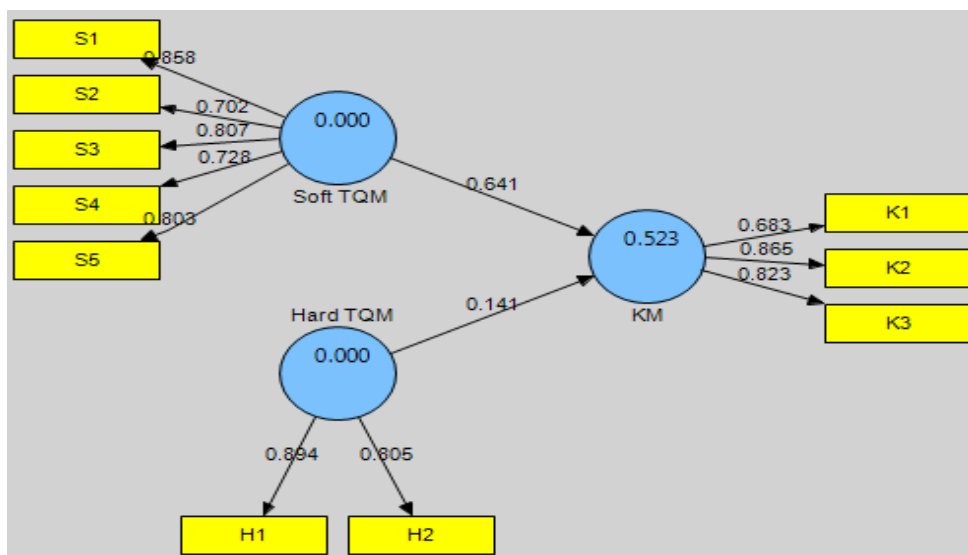 S1
0.858
S2
0.702
S3
0.807
S4
0.728
S5
0.803
0.000
Soft TQM
0.641
Hard TQM
0.000
0.141
0.894
0.805
H1
H2
0.523
KM
0.683
K1
0.865
K2
0.823
K3